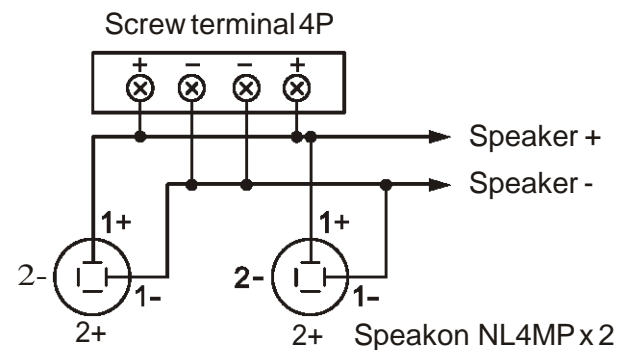 Screw terminal 4P
+ − − +
Speaker +
Speaker -
1+ 1+
2- 1- 2- 1-
2+ 2+ Speakon NL4MP x 2